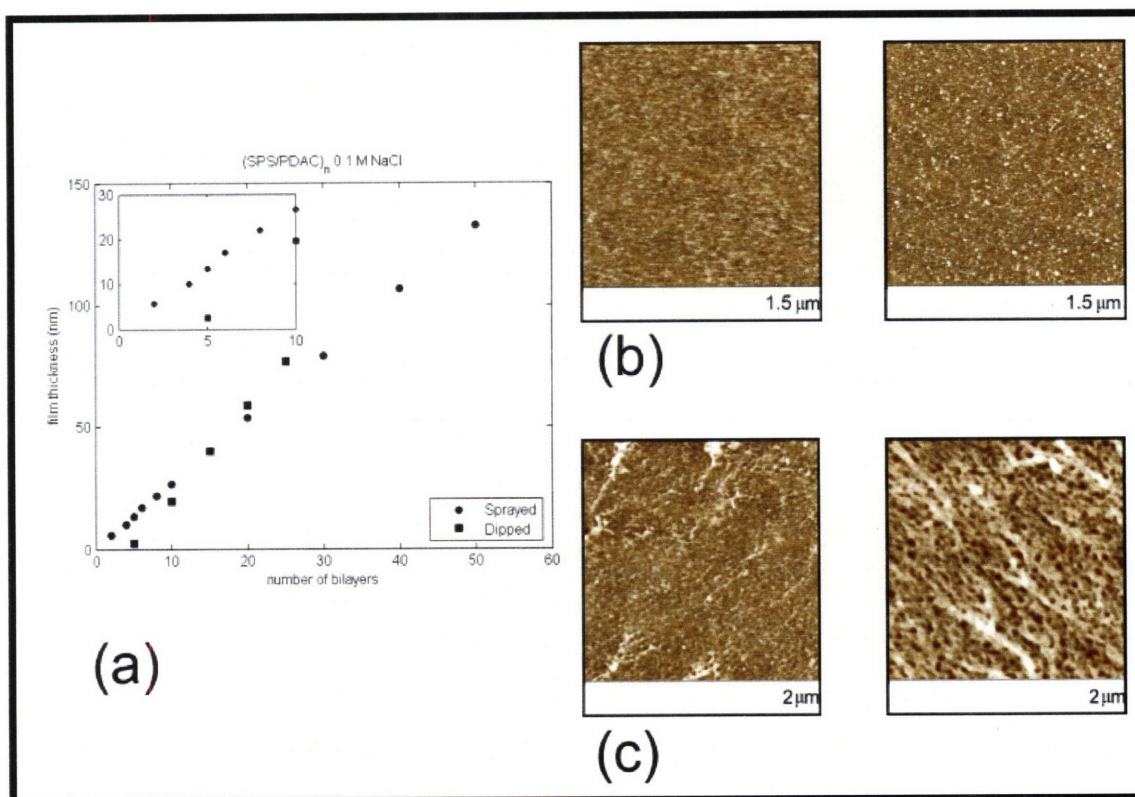 (SPS/PDAC)n 0.1 M NaCl
150
100
50
0
film thickness (nm)
30
20
10
0
0
5
10
Sprayed
Dipped
0
10
20
30
40
50
60
number of bilayers
(a)
1.5 μm
1.5 μm
(b)
2 μm
2 μm
(c)